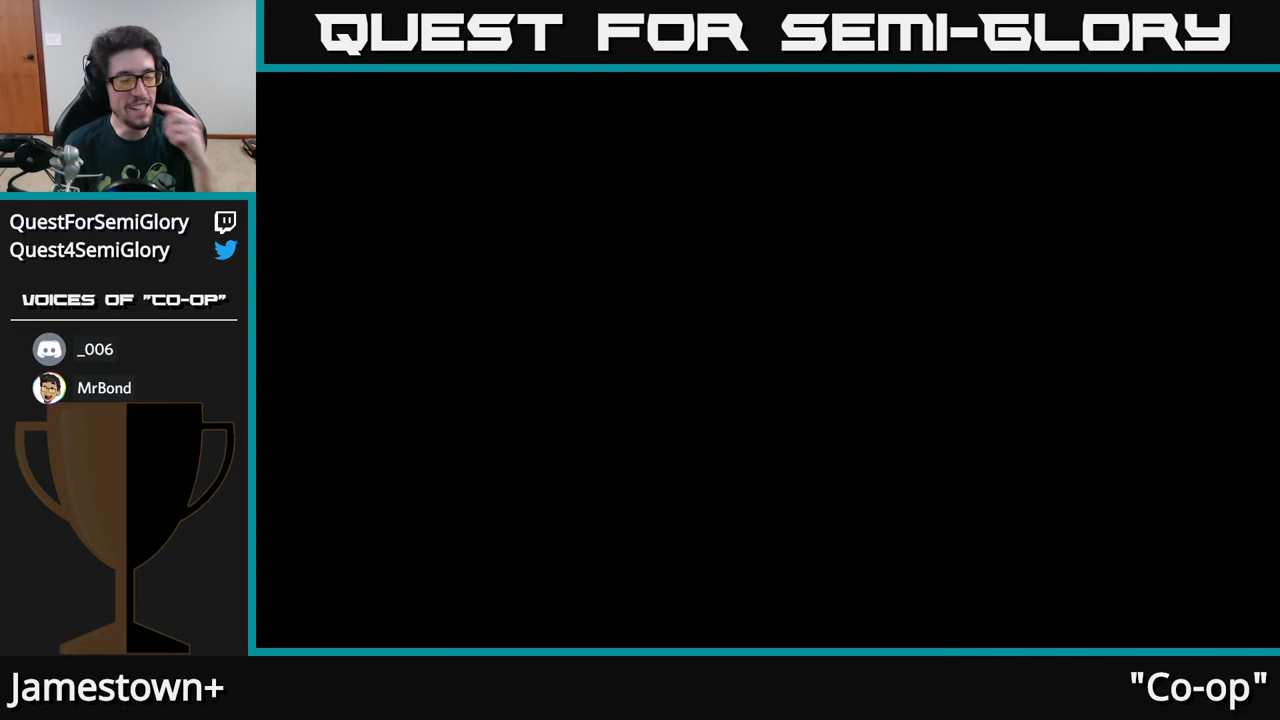 QUEST FOR SEMI-GLORY
QuestForSemiGlory
Quest4SemiGlory
VOICES OF "CO-OP"
_006
MrBond
Jamestown+
"Co-op"